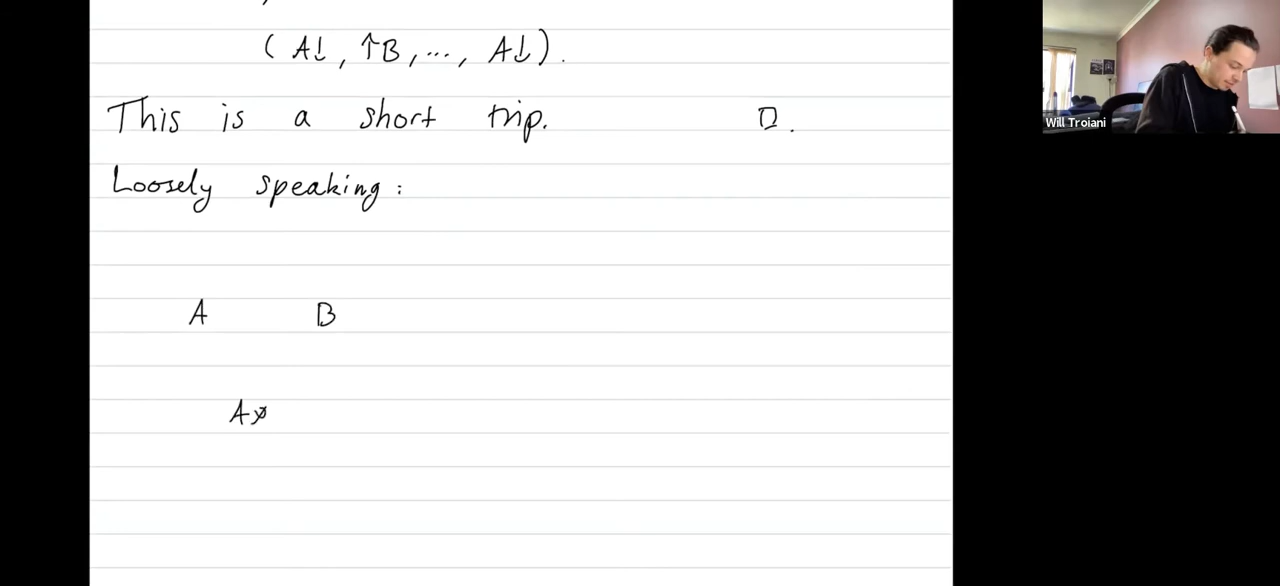 ( A↓ , ↑B , ... , A↓ ) .
This is a short trip. □ .
Will Troiani
Loosely speaking :
A B
A